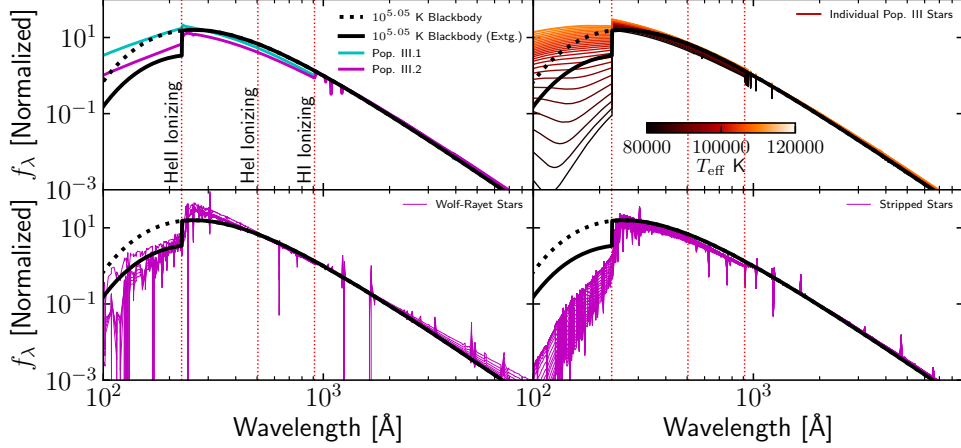 f_λ [Normalized]
10^1
10^−1
10^−3
10^{5.05} K Blackbody
10^{5.05} K Blackbody (Extg.)
Pop. III.1
Pop. III.2
HeII Ionizing
HeI Ionizing
HI Ionizing
Individual Pop. III Stars
80000 100000 120000
T_eff K
f_λ [Normalized]
10^1
10^−1
10^−3
Wolf-Rayet Stars
Stripped Stars
10^2 10^3 10^2 10^3
Wavelength [Å] Wavelength [Å]